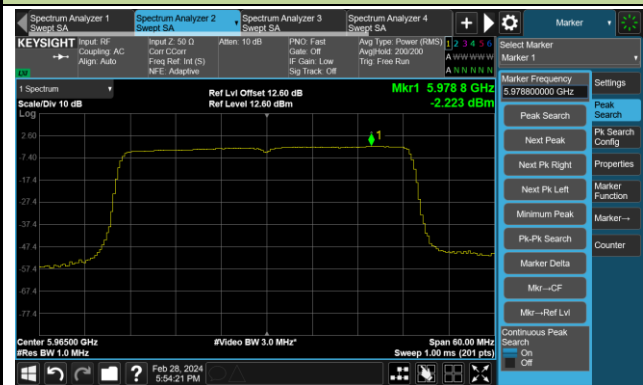 Spectrum Analyzer 1
Swept SA
Spectrum Analyzer 2
Swept SA
Spectrum Analyzer 3
Swept SA
Spectrum Analyzer 4
Swept SA
+
Marker
KEYSIGHT
Input: RF
Coupling: AC
Align: Auto
Input Z: 50 Ω
Corr CCorr
Freq Ref: Int (S)
NFE: Adaptive
Atten: 10 dB
PNO: Fast
Gate: Off
IF Gain: Low
Sig Track: Off
Avg Type: Power (RMS)
Avg|Hold: 200/200
Trig: Free Run
1 2 3 4 5 6
A W W W W W
A N N N N N
LXI
Select Marker
Marker 1
1 Spectrum
Scale/Div 10 dB
Log
Ref Lvl Offset 12.60 dB
Ref Level 12.60 dBm
Mkr1 5.978 8 GHz
-2.223 dBm
1
2.60
-7.40
-17.4
-27.4
-37.4
-47.4
-57.4
-67.4
-77.4
Center 5.96500 GHz
#Res BW 1.0 MHz
#Video BW 3.0 MHz*
Span 60.00 MHz
Sweep 1.00 ms (201 pts)
Marker Frequency
5.978800000 GHz
Peak Search
Next Peak
Next Pk Right
Next Pk Left
Minimum Peak
Pk-Pk Search
Marker Delta
Mkr→CF
Mkr→Ref Lvl
Continuous Peak
Search
On
Off
Settings
Peak
Search
Pk Search
Config
Properties
Marker
Function
Marker→
Counter
?
Feb 28, 2024
5:54:21 PM